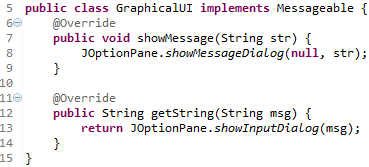 5 public class GraphicalUI implements Messageable {
6 @Override
7 public void showMessage(String str) {
8 JOptionPane.showMessageDialog(null, str);
9 }
10
11 @Override
12 public String getString(String msg) {
13 return JOptionPane.showInputDialog(msg);
14 }
15 }